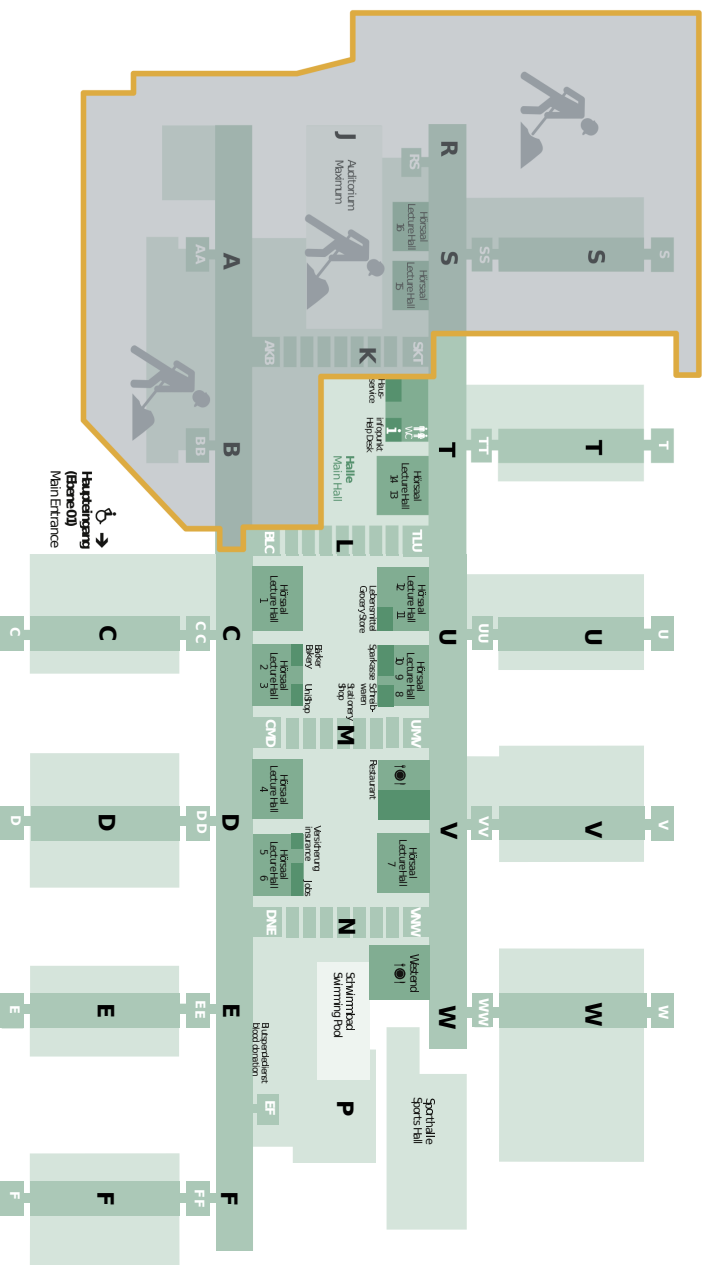 J
Auditorium
Maximum
R
RS
Hörsaal
Lecture Hall
16
Hörsaal
Lecture Hall
15
S
SS
S
S
A
AA
AKB
K
SKT
Haus-
service
Infopunkt
Help Desk
i
WC
B
BB
Halle
Main Hall
Hörsaal
Lecture Hall
14 13
T
TT
T
T
Haupteingang
(Ebene 01)
Main Entrance
BLC
L
TLU
C
C
CC
C
Hörsaal
Lecture Hall
1
Hörsaal
Lecture Hall
2 3
Bäcker
Bakery
UniShop
Hörsaal
Lecture Hall
12 11
Lebensmittel
Grocery Store
Hörsaal
Lecture Hall
10 9 8
Sparkasse
Schreib-
waren
Stationery
Shop
U
UU
U
U
CMD
M
UMV
D
D
DD
D
Hörsaal
Lecture Hall
4
Hörsaal
Lecture Hall
5 6
Versicherung
insurance
Jobs
Restaurant
Hörsaal
Lecture Hall
7
V
VV
V
V
DNE
N
VNW
Westend
E
E
EE
E
Schwimmbad
Swimming Pool
W
WW
W
W
Blutspendedienst
blood donation
EF
P
Sporthalle
Sports Hall
F
F
FF
F